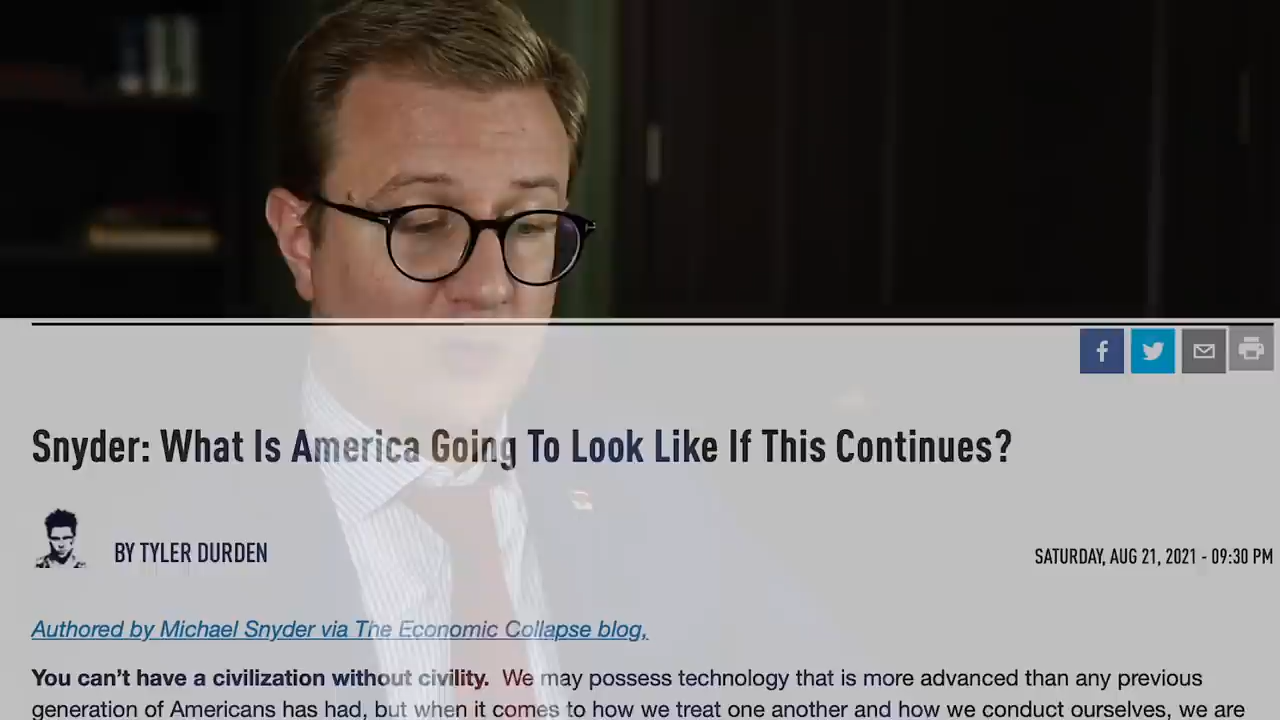 Snyder: What Is America Going To Look Like If This Continues?
BY TYLER DURDEN
SATURDAY, AUG 21, 2021 - 09:30 PM
Authored by Michael Snyder via The Economic Collapse blog,
You can't have a civilization without civility. We may possess technology that is more advanced than any previous
generation of Americans has had, but when it comes to how we treat one another and how we conduct ourselves, we are